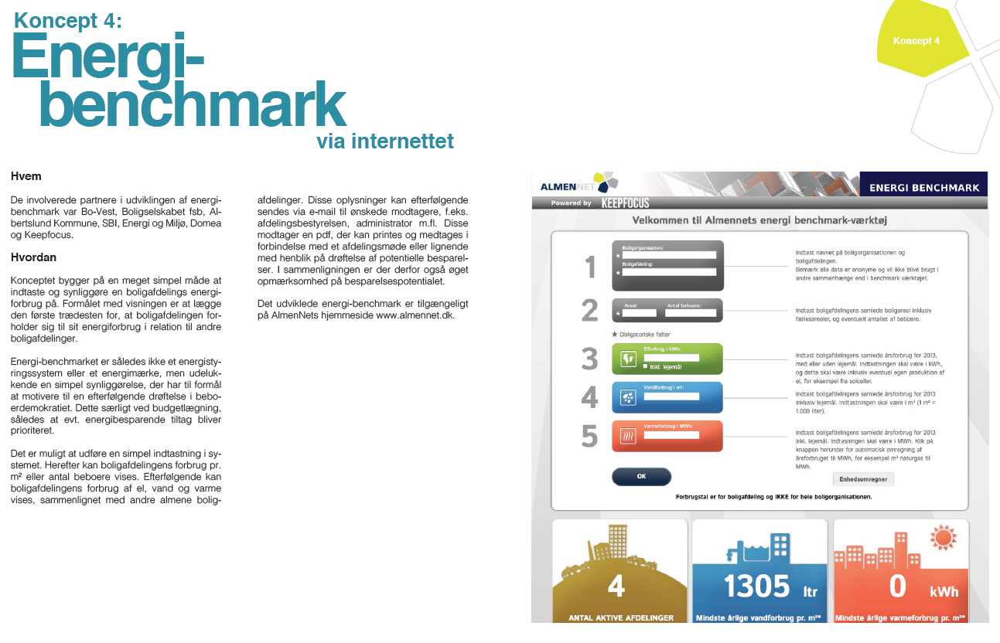 Koncept 4:
Energi-
benchmark
via internettet
Koncept 4
Hvem
De involverede partnere i udviklingen af energi-
benchmark var Bo-Vest, Boligselskabet fsb, Al-
bertslund Kommune, SBI, Energi og Miljø, Domea
og Keepfocus.
Hvordan
Konceptet bygger på en meget simpel måde at
indtaste og synliggøre en boligafdelings energi-
forbrug på. Formålet med visningen er at lægge
den første trædesten for, at boligafdelingen for-
holder sig til sit energiforbrug i relation til andre
boligafdelinger.
Energi-benchmarket er således ikke et energisty-
ringssystem eller et energimærke, men udeluk-
kende en simpel synliggørelse, der har til formål
at motivere til en efterfølgende drøftelse i bebo-
erdemokratiet. Dette særligt ved budgetlægning,
således at evt. energibesparende tiltag bliver
prioriteret.
Det er muligt at udføre en simpel indtastning i sy-
stemet. Herefter kan boligafdelingens forbrug pr.
m² eller antal beboere vises. Efterfølgende kan
boligafdelingens forbrug af el, vand og varme
vises, sammenlignet med andre almene bolig-
afdelinger. Disse oplysninger kan efterfølgende
sendes via e-mail til ønskede modtagere, f.eks.
afdelingsbestyrelsen, administrator m.fl. Disse
modtager en pdf, der kan printes og medtages i
forbindelse med et afdelingsmøde eller lignende
med henblik på drøftelse af potentielle besparel-
ser. I sammenligningen er der derfor også øget
opmærksomhed på besparelsespotentialet.
Det udviklede energi-benchmark er tilgængeligt
på AlmenNets hjemmeside www.almennet.dk.
ALMENNET
ENERGI BENCHMARK
Powered by KEEPFOCUS
Velkommen til Almennets energi benchmark-værktøj
1
Boligorganisation:
★
Boligafdeling:
★
Indtast navnet på boligorganisationen og
boligafdelingen.
Bemærk alle data er anonyme og vil ikke blive brugt i
andre sammenhænge end i benchmark værktøjet.
2
Areal: Antal beboere:
★
Indtast boligafdelingens samlede boligareal inklusiv
fællesarealer, og eventuelt antallet af beboere.
★ Obligatoriske felter
3
Elforbrug i kWh:
Inkl. lejemål
Indtast boligafdelingens samlede årsforbrug for 2013,
med eller uden lejemål. Indtastningen skal være i kWh,
og dette skal være inklusiv eventuel egen produktion af
el, for eksempel fra solceller.
4
Vandforbrug i m³:
Indtast boligafdelingens samlede årsforbrug for 2013
inklusiv lejemål. Indtastningen skal være i m³ (1 m³ =
1.000 liter).
5
Varmeforbrug i MWh:
Indtast boligafdelingens samlede årsforbrug for 2013
inkl. lejemål. Indtasningen skal være i MWh. Klik på
knappen herunder for automatisk omregning af
årsforbruget til MWh, for eksempel m³ naturgas til
MWh.
OK
Enhedsomregner
Forbrugstal er for boligafdeling og IKKE for hele boligorganisationen.
4
ANTAL AKTIVE AFDELINGER
1305 ltr
Mindste årlige vandforbrug pr. m²*
0 kWh
Mindste årlige varmeforbrug pr. m²*